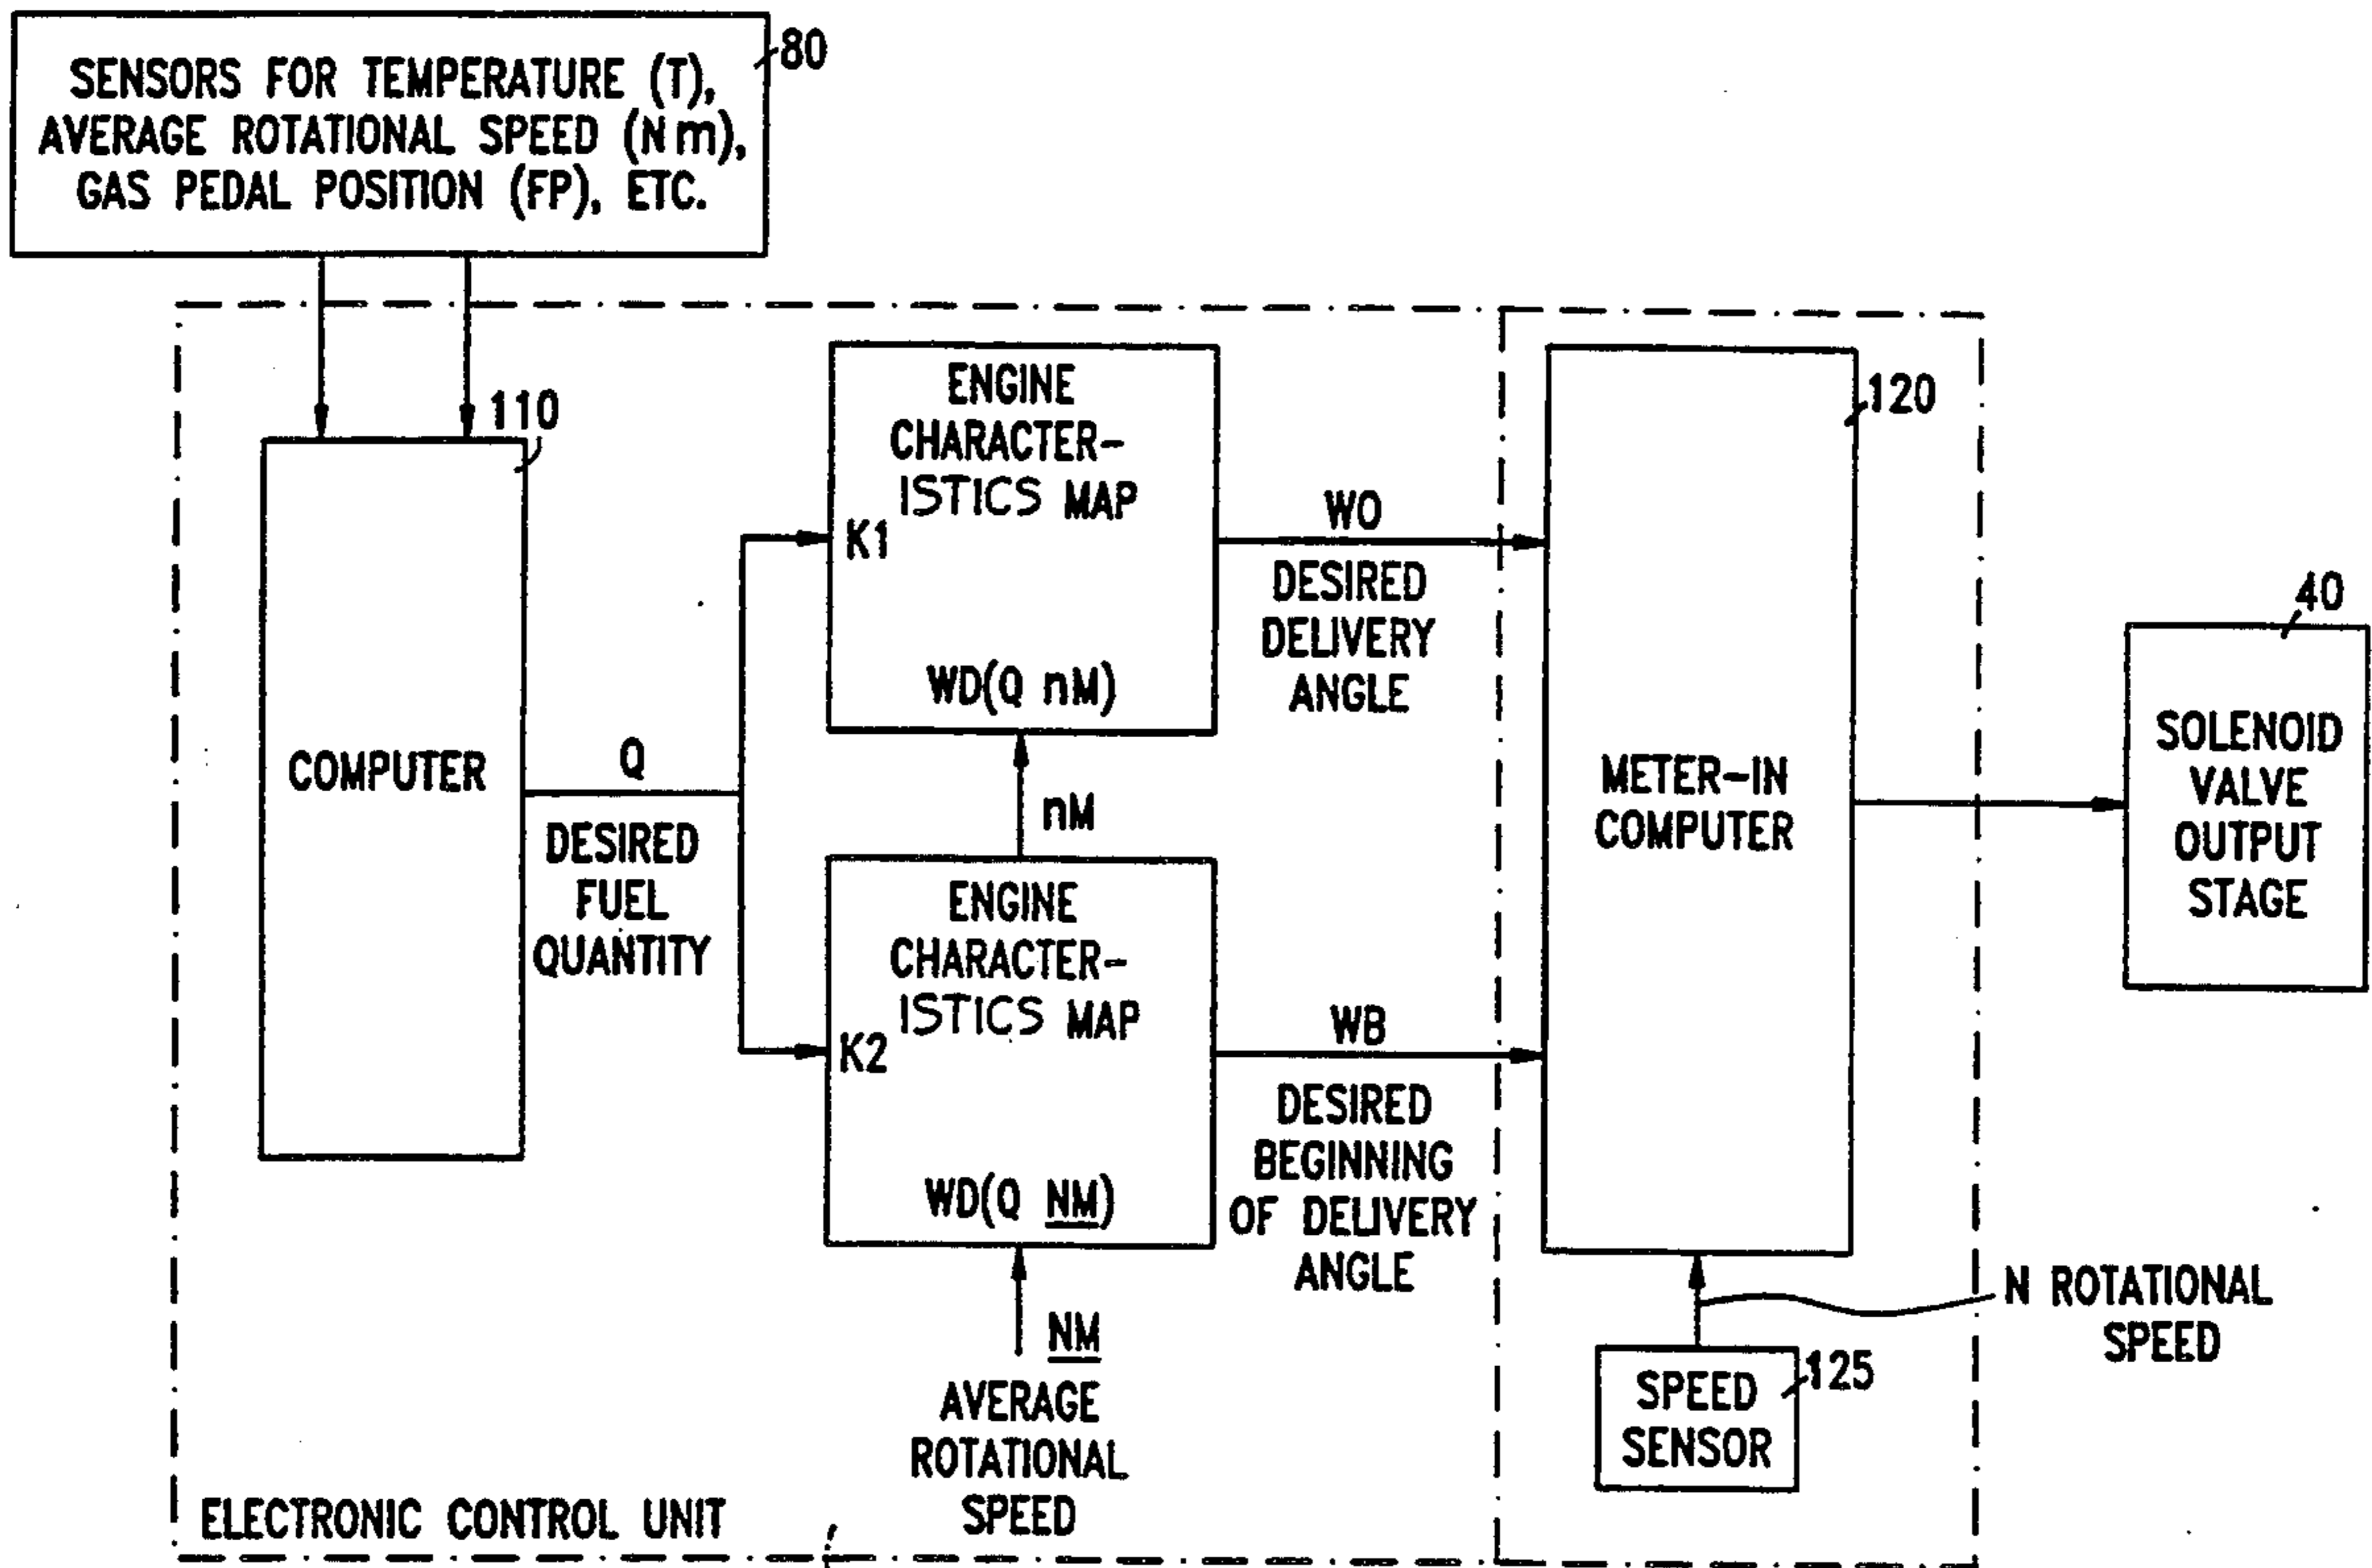 SENSORS FOR TEMPERATURE (T),
AVERAGE ROTATIONAL SPEED (Nm),
GAS PEDAL POSITION (FP), ETC.
80
110
COMPUTER
Q
DESIRED
FUEL
QUANTITY
ENGINE
CHARACTER-
ISTICS MAP
K1
WD(Q nM)
nM
ENGINE
CHARACTER-
ISTICS MAP
K2
WD(Q NM)
NM
AVERAGE
ROTATIONAL
SPEED
WO
DESIRED
DELIVERY
ANGLE
WB
DESIRED
BEGINNING
OF DELIVERY
ANGLE
120
METER-IN
COMPUTER
40
SOLENOID
VALVE
OUTPUT
STAGE
N ROTATIONAL
SPEED
125
SPEED
SENSOR
ELECTRONIC CONTROL UNIT